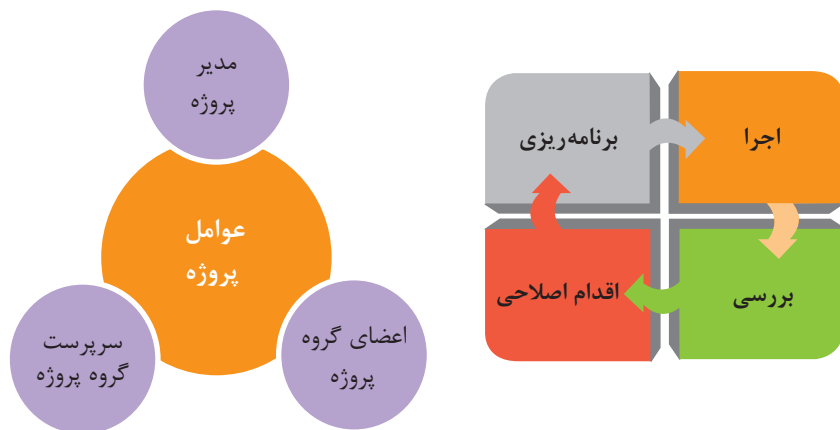 مدیر
پروژه
عوامل
پروژه
سرپرست
گروه پروژه
اعضای گروه
پروژه
اجرا
برنامه‌ریزی
بررسی
اقدام اصلاحی